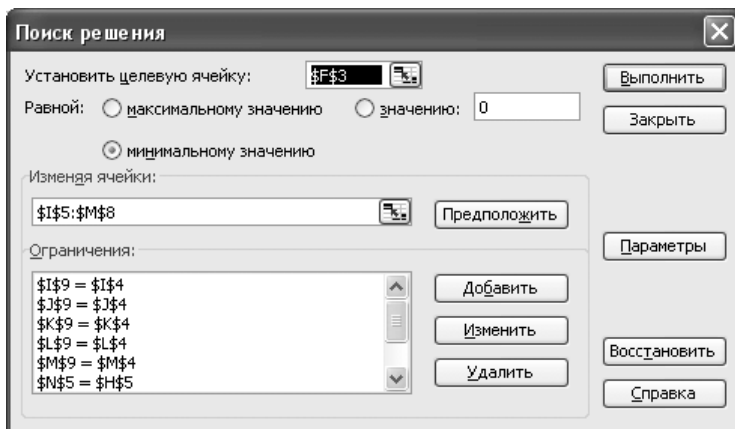 Поиск решения
Установить целевую ячейку: $F$3 Выполнить
Равной: максимальному значению значению: 0 Закрыть
минимальному значению
Изменяя ячейки:
$I$5:$M$8 Предположить
Ограничения: Параметры
$I$9 = $I$4 Добавить
$J$9 = $J$4
$K$9 = $K$4 Изменить
$L$9 = $L$4 Восстановить
$M$9 = $M$4 Удалить
$N$5 = $H$5 Справка